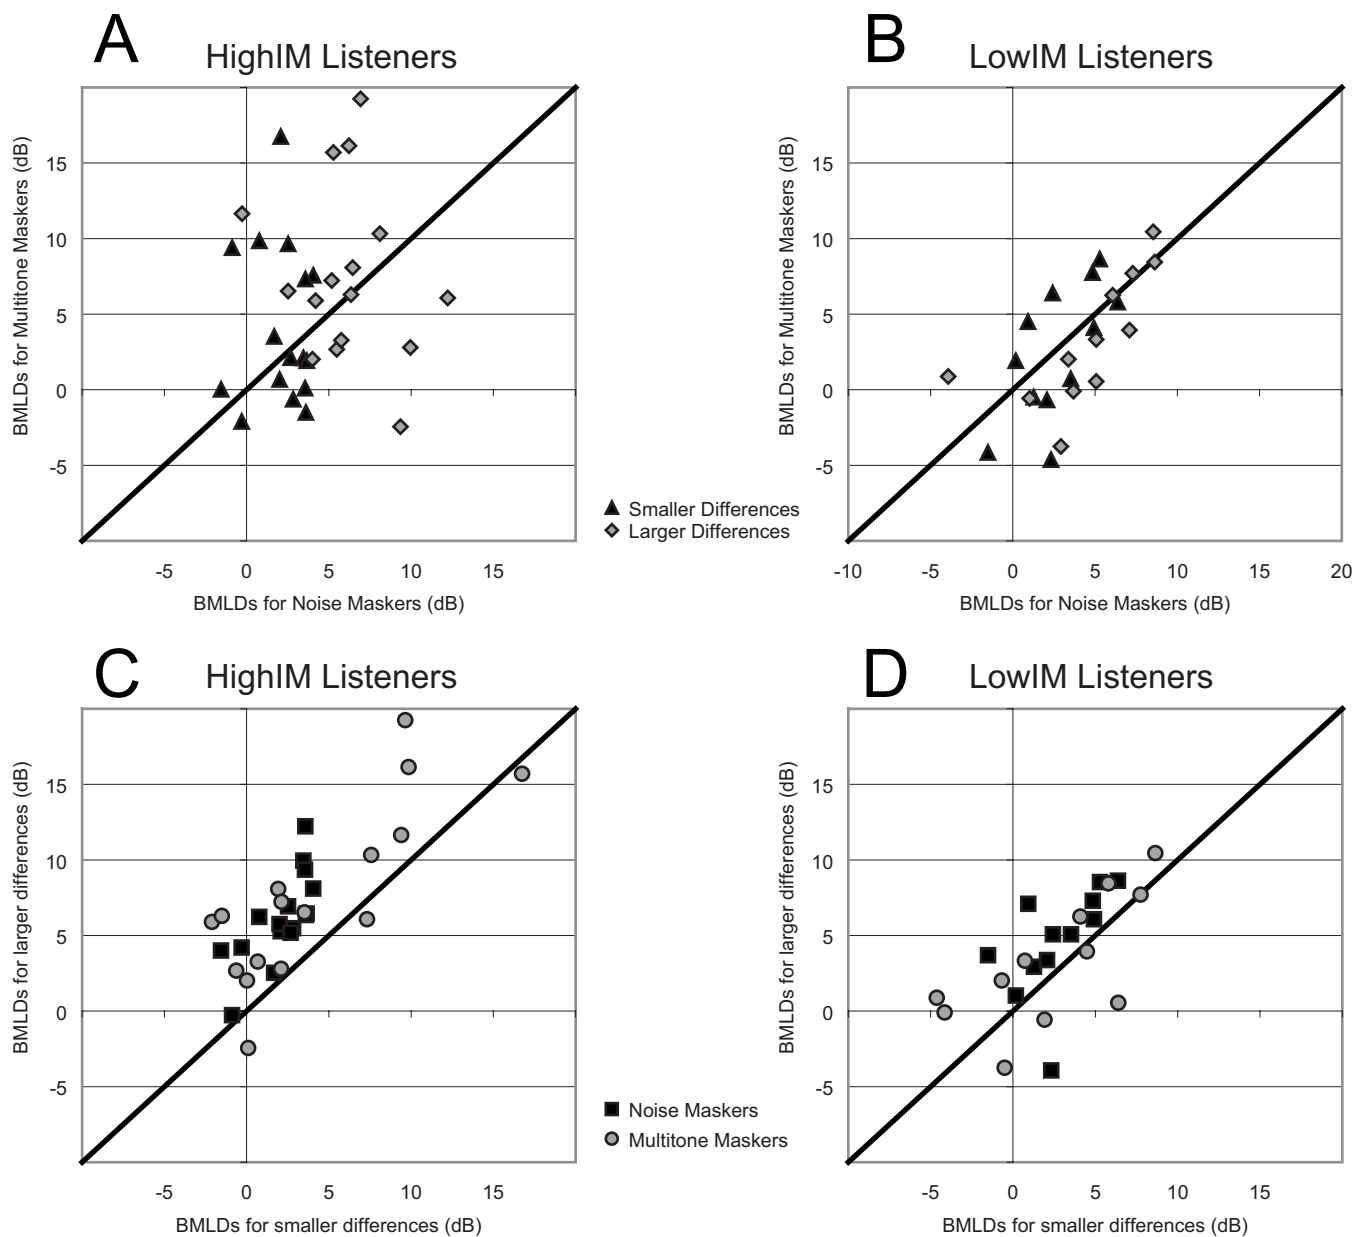 A
HighIM Listeners
BMLDs for Multitone Maskers (dB)
15
10
5
0
-5
-5 0 5 10 15
BMLDs for Noise Maskers (dB)
B
LowIM Listeners
BMLDs for Multitone Maskers (dB)
15
10
5
0
-5
-10 -5 0 5 10 15 20
BMLDs for Noise Maskers (dB)
Smaller Differences
Larger Differences
C
HighIM Listeners
BMLDs for larger differences (dB)
15
10
5
0
-5
-5 0 5 10 15
BMLDs for smaller differences (dB)
D
LowIM Listeners
BMLDs for larger differences (dB)
15
10
5
0
-5
-5 0 5 10 15
BMLDs for smaller differences (dB)
Noise Maskers
Multitone Maskers